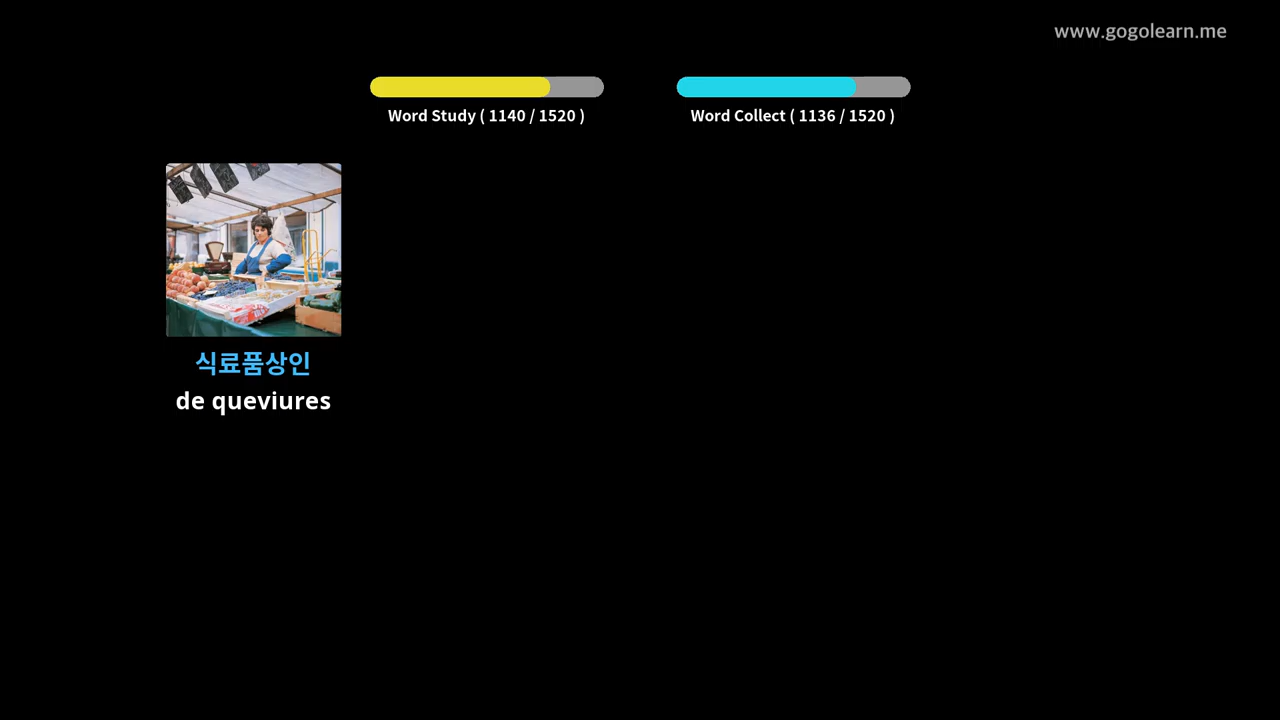 www.gogolearn.me
Word Study ( 1140 / 1520 )
Word Collect ( 1136 / 1520 )
식료품상인
de queviures